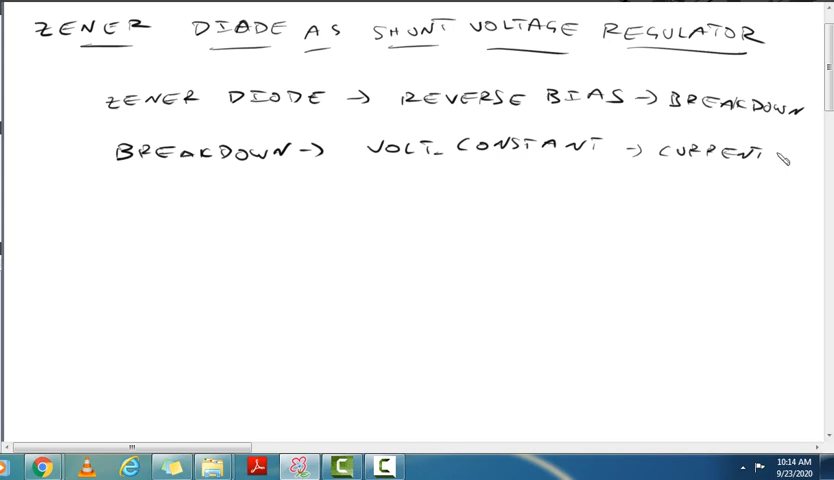 ZENER DIADE AS SHUNT VOLTAGE REGULATOR
ZENER DIODE → REVERSE BIAS → BREAKDOWN
BREAKDOWN → VOLT. CONSTANT → CURRENT
10:14 AM
9/23/2020